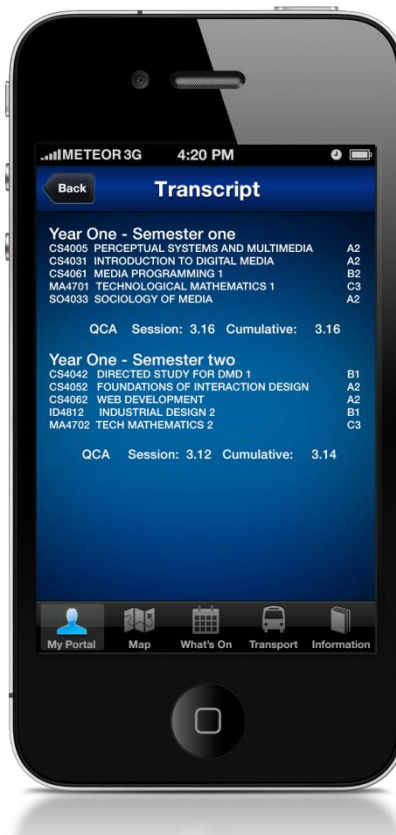 METEOR 3G 4:20 PM
Back Transcript
Year One - Semester one
CS4005 PERCEPTUAL SYSTEMS AND MULTIMEDIA A2
CS4031 INTRODUCTION TO DIGITAL MEDIA A2
CS4061 MEDIA PROGRAMMING 1 B2
MA4701 TECHNOLOGICAL MATHEMATICS 1 C3
SO4033 SOCIOLOGY OF MEDIA A2
QCA Session: 3.16 Cumulative: 3.16
Year One - Semester two
CS4042 DIRECTED STUDY FOR DMD 1 B1
CS4052 FOUNDATIONS OF INTERACTION DESIGN A2
CS4062 WEB DEVELOPMENT A2
ID4812 INDUSTRIAL DESIGN 2 B1
MA4702 TECH MATHEMATICS 2 C3
QCA Session: 3.12 Cumulative: 3.14
My Portal Map What's On Transport Information